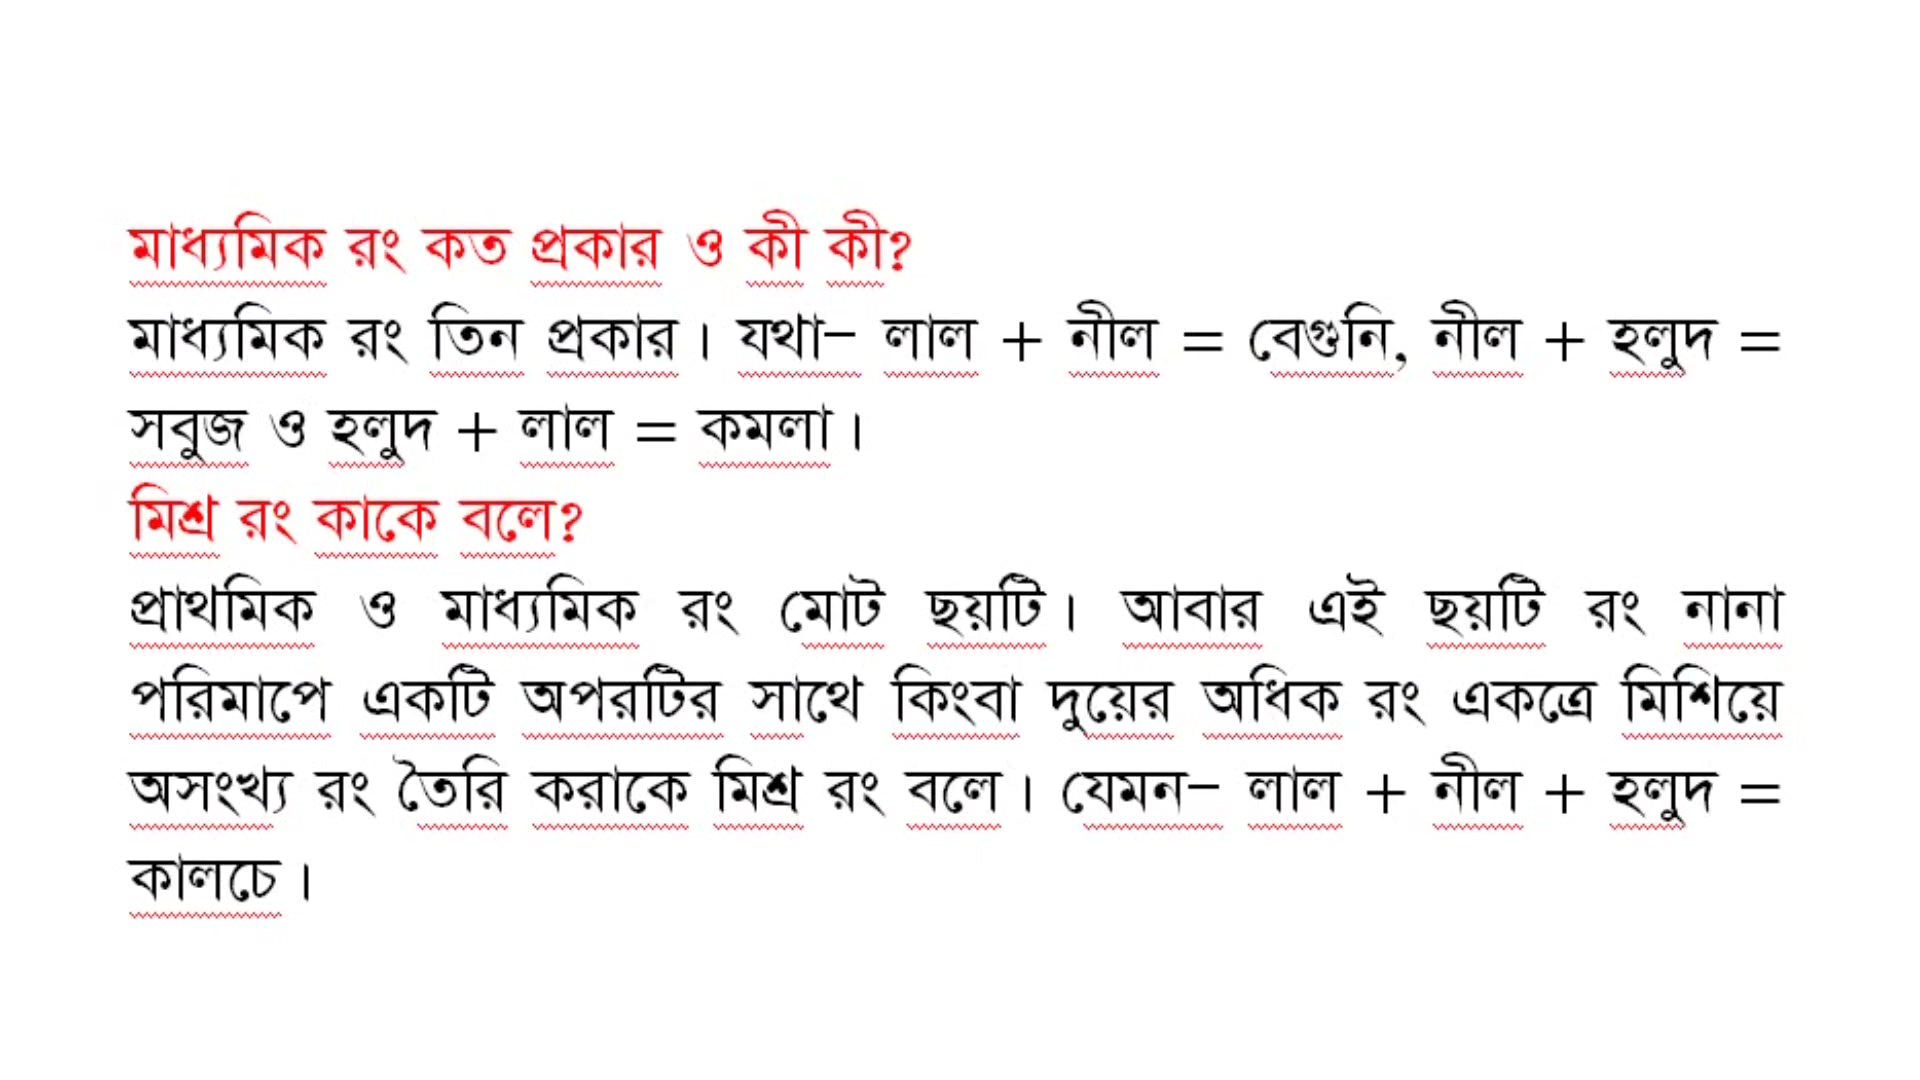 মাধ্যমিক রং কত প্রকার ও কী কী?
মাধ্যমিক রং তিন প্রকার। যথা– লাল + নীল = বেগুনি, নীল + হলুদ =
সবুজ ও হলুদ + লাল = কমলা।
মিশ্র রং কাকে বলে?
প্রাথমিক ও মাধ্যমিক রং মোট ছয়টি। আবার এই ছয়টি রং নানা
পরিমাপে একটি অপরটির সাথে কিংবা দুয়ের অধিক রং একত্রে মিশিয়ে
অসংখ্য রং তৈরি করাকে মিশ্র রং বলে। যেমন– লাল + নীল + হলুদ =
কালচে।